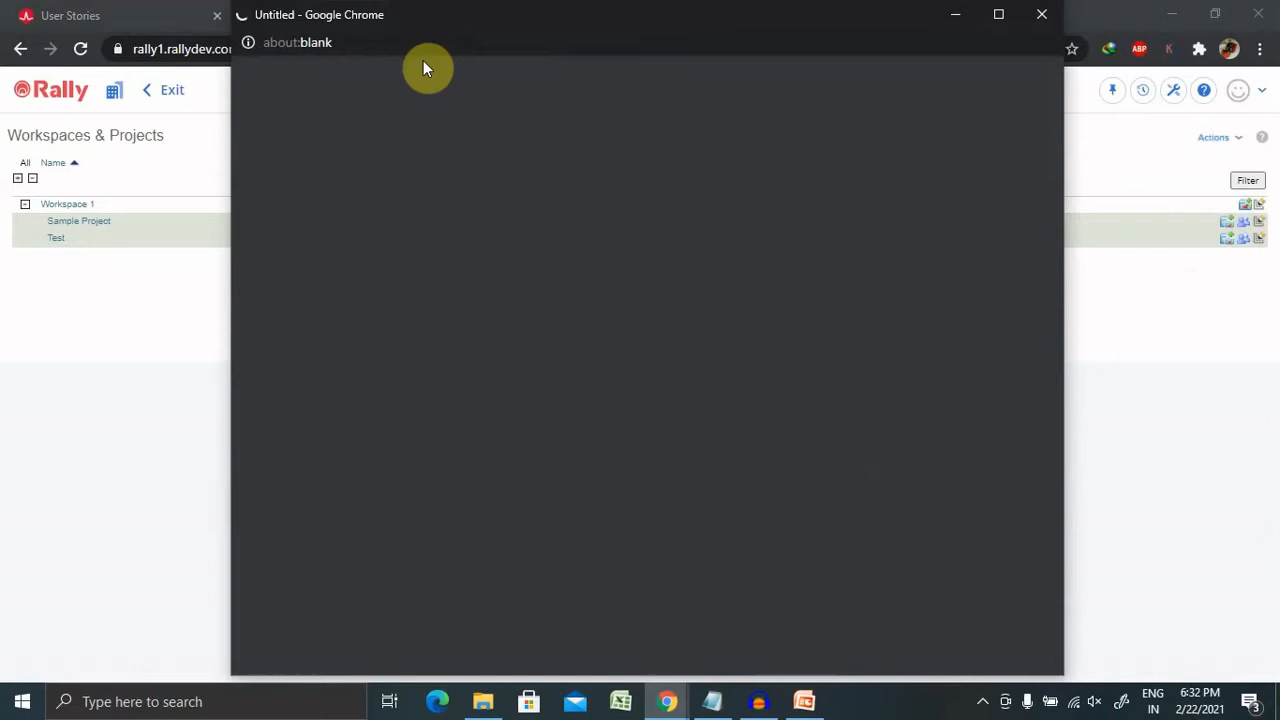 User Stories
Untitled - Google Chrome
rally1.rallydev.co
about:blank
ABP
K
Rally
Exit
Workspaces & Projects
Actions
All Name
Filter
Workspace 1
Sample Project
Test
Type here to search
ENG
IN
6:32 PM
2/22/2021
3